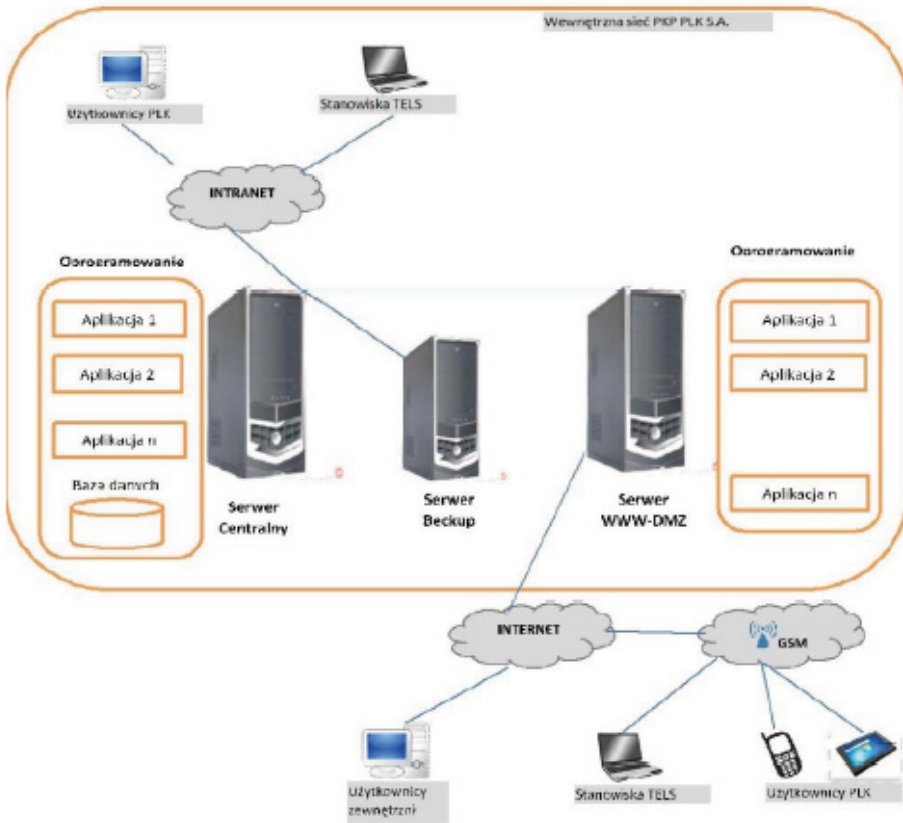 Wewnętrzna sieć PKP PLK S.A.
Użytkownicy PLK
Stanowiska TELS
INTRANET
Oprogramowanie
Oprogramowanie
Aplikacja 1
Aplikacja 2
Aplikacja n
Baza danych
Serwer
Centralny
Serwer
Beckup
Serwer
WWW-DMZ
Aplikacja 1
Aplikacja 2
Aplikacja n
INTERNET
GSM
Użytkownicy
zewnętrzni
Stanowiska TELS
Użytkownicy PLK